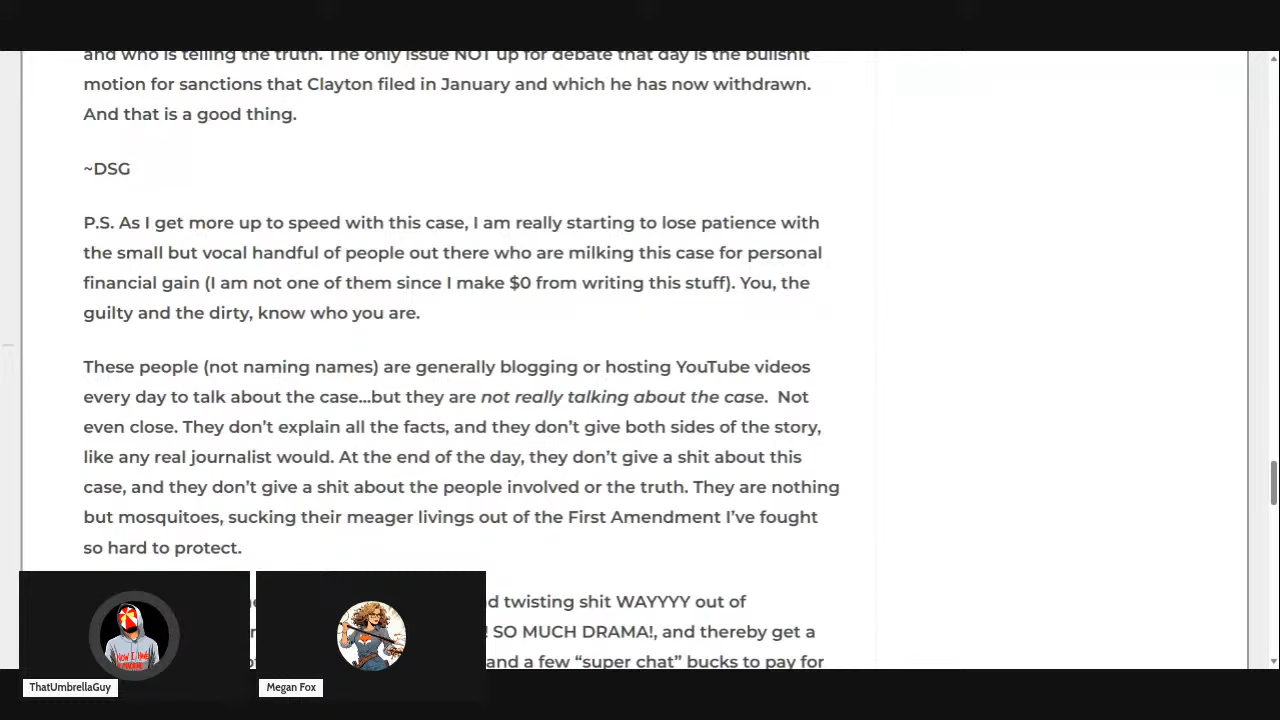 and who is telling the truth. The only issue NOT up for debate that day is the bullshit
motion for sanctions that Clayton filed in January and which he has now withdrawn.
And that is a good thing.
~DSG
P.S. As I get more up to speed with this case, I am really starting to lose patience with
the small but vocal handful of people out there who are milking this case for personal
financial gain (I am not one of them since I make $0 from writing this stuff). You, the
guilty and the dirty, know who you are.
These people (not naming names) are generally blogging or hosting YouTube videos
every day to talk about the case...but they are not really talking about the case.  Not
even close. They don't explain all the facts, and they don't give both sides of the story,
like any real journalist would. At the end of the day, they don't give a shit about this
case, and they don't give a shit about the people involved or the truth. They are nothing
but mosquitoes, sucking their meager livings out of the First Amendment I've fought
so hard to protect.
twisting shit WAYYYY out of
! SO MUCH DRAMA!, and thereby get a
and a few “super chat” bucks to pay for
NOW I HAVE
ThatUmbrellaGuy
Megan Fox